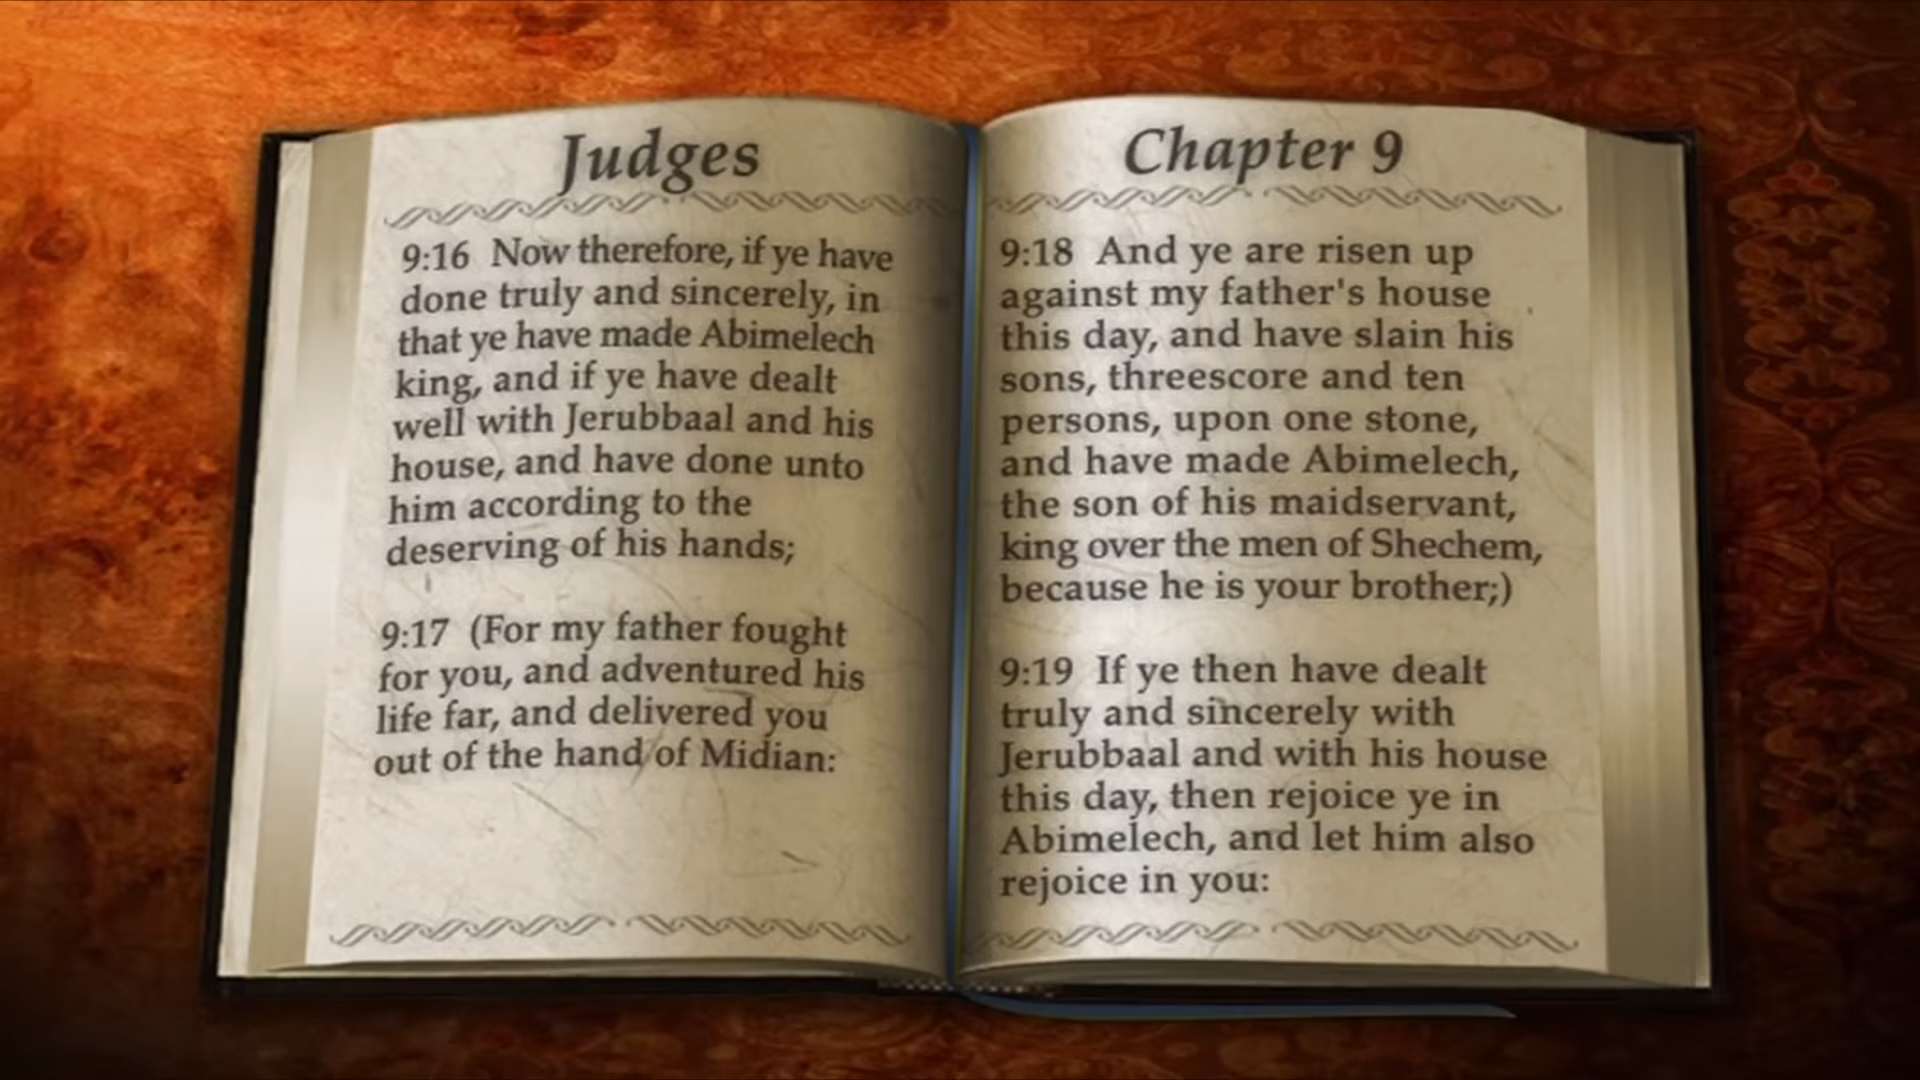 Judges
9:16 Now therefore, if ye have
done truly and sincerely, in
that ye have made Abimelech
king, and if ye have dealt
well with Jerubbaal and his
house, and have done unto
him according to the
deserving of his hands;
9:17 (For my father fought
for you, and adventured his
life far, and delivered you
out of the hand of Midian:
Chapter 9
9:18 And ye are risen up
against my father's house
this day, and have slain his
sons, threescore and ten
persons, upon one stone,
and have made Abimelech,
the son of his maidservant,
king over the men of Shechem,
because he is your brother;)
9:19 If ye then have dealt
truly and sincerely with
Jerubbaal and with his house
this day, then rejoice ye in
Abimelech, and let him also
rejoice in you: